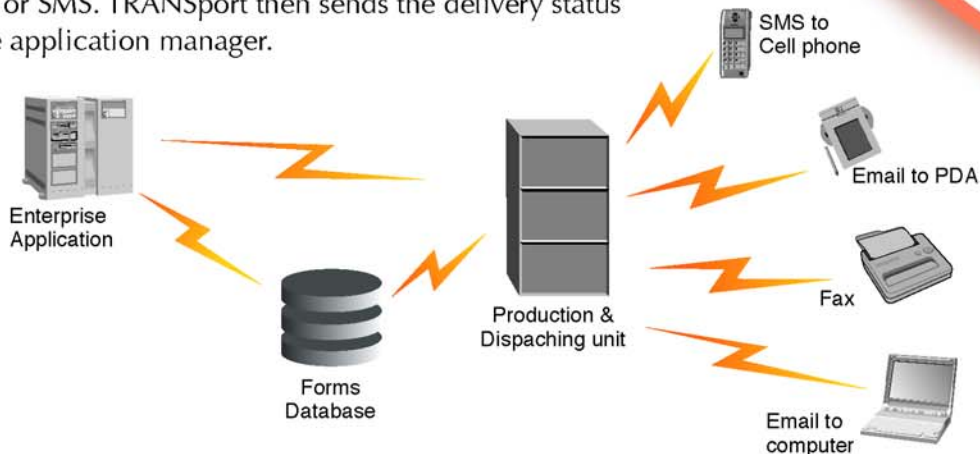 or SMS. TRANSport then sends the delivery status
e application manager.
SMS to
Cell phone
Email to PDA
Enterprise
Application
Fax
Production &
Dispaching unit
Forms
Database
Email to
computer